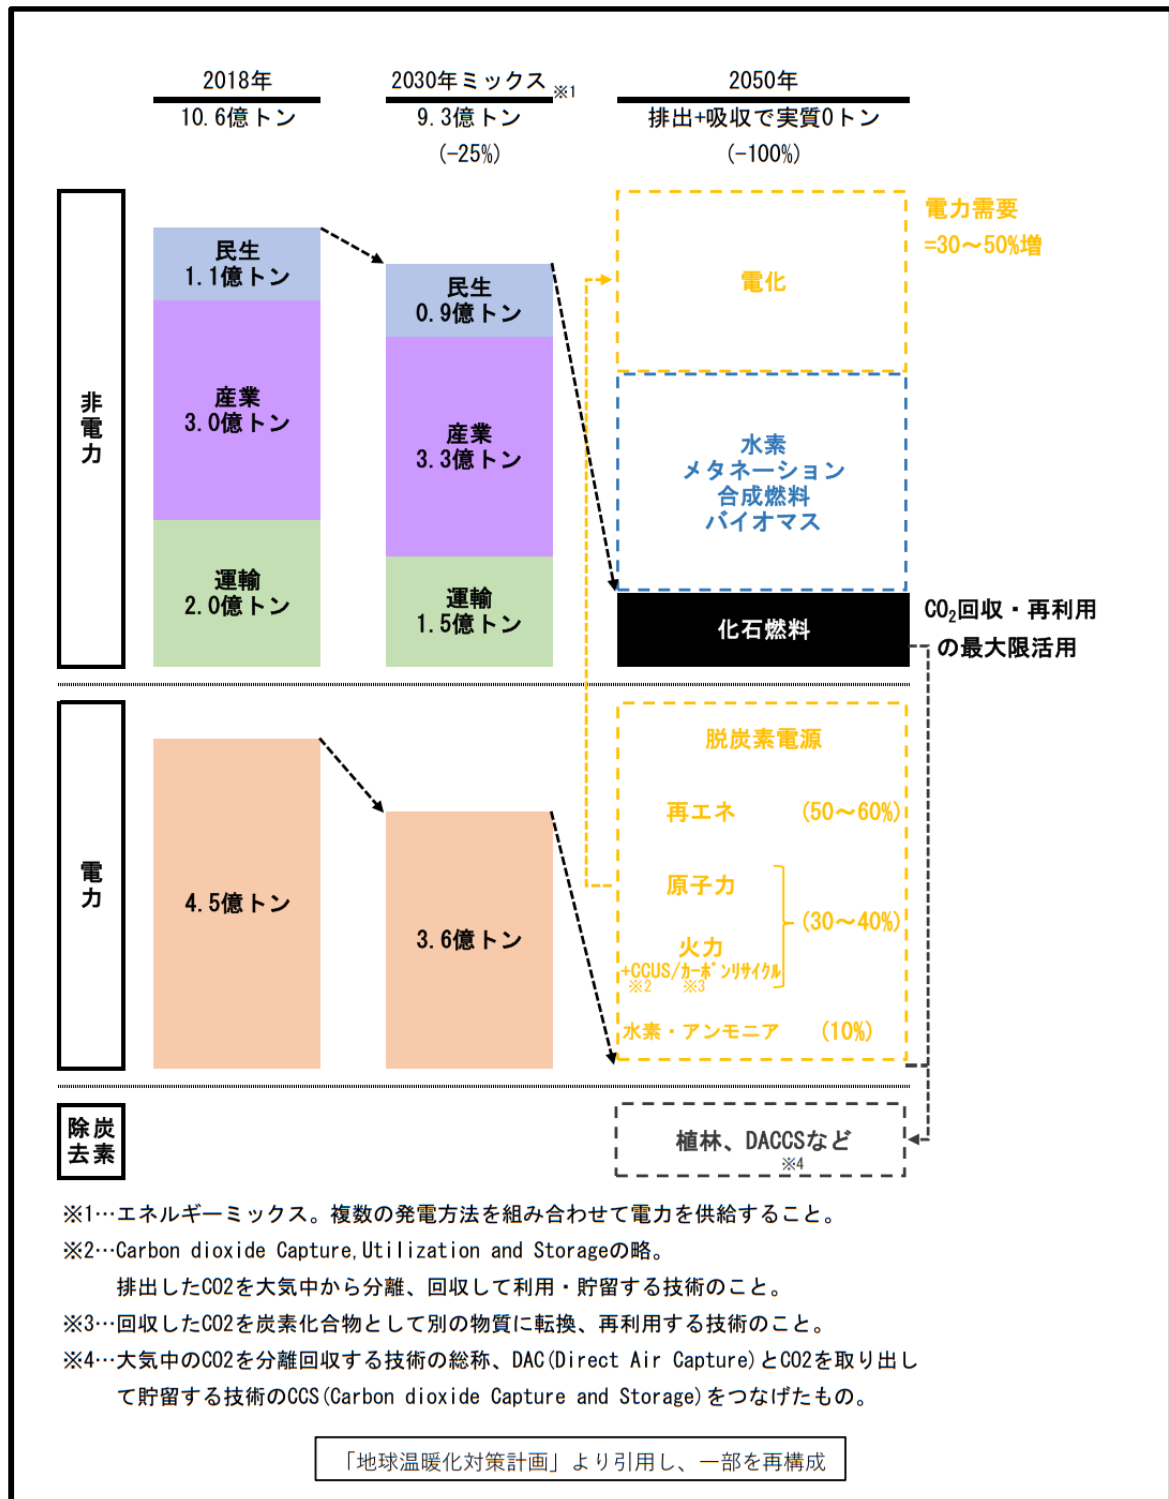 2018年
10.6億トン
2030年ミックス ※1
9.3億トン
(-25%)
2050年
排出+吸収で実質0トン
(-100%)
非電力
民生
1.1億トン
産業
3.0億トン
運輸
2.0億トン
民生
0.9億トン
産業
3.3億トン
運輸
1.5億トン
電化
電力需要
=30〜50%増
水素
メタネーション
合成燃料
バイオマス
化石燃料
CO₂回収・再利用
の最大限活用
電力
4.5億トン
3.6億トン
脱炭素電源
再エネ (50〜60%)
原子力
(30〜40%)
火力
+CCUS/カーボンリサイクル
※2 ※3
水素・アンモニア (10%)
炭素
除去
植林、DACCSなど
※4
※1…エネルギーミックス。複数の発電方法を組み合わせて電力を供給すること。
※2…Carbon dioxide Capture,Utilization and Storageの略。
排出したCO2を大気中から分離、回収して利用・貯留する技術のこと。
※3…回収したCO2を炭素化合物として別の物質に転換、再利用する技術のこと。
※4…大気中のCO2を分離回収する技術の総称、DAC(Direct Air Capture)とCO2を取り出し
て貯留する技術のCCS(Carbon dioxide Capture and Storage)をつなげたもの。
「地球温暖化対策計画」より引用し、一部を再構成